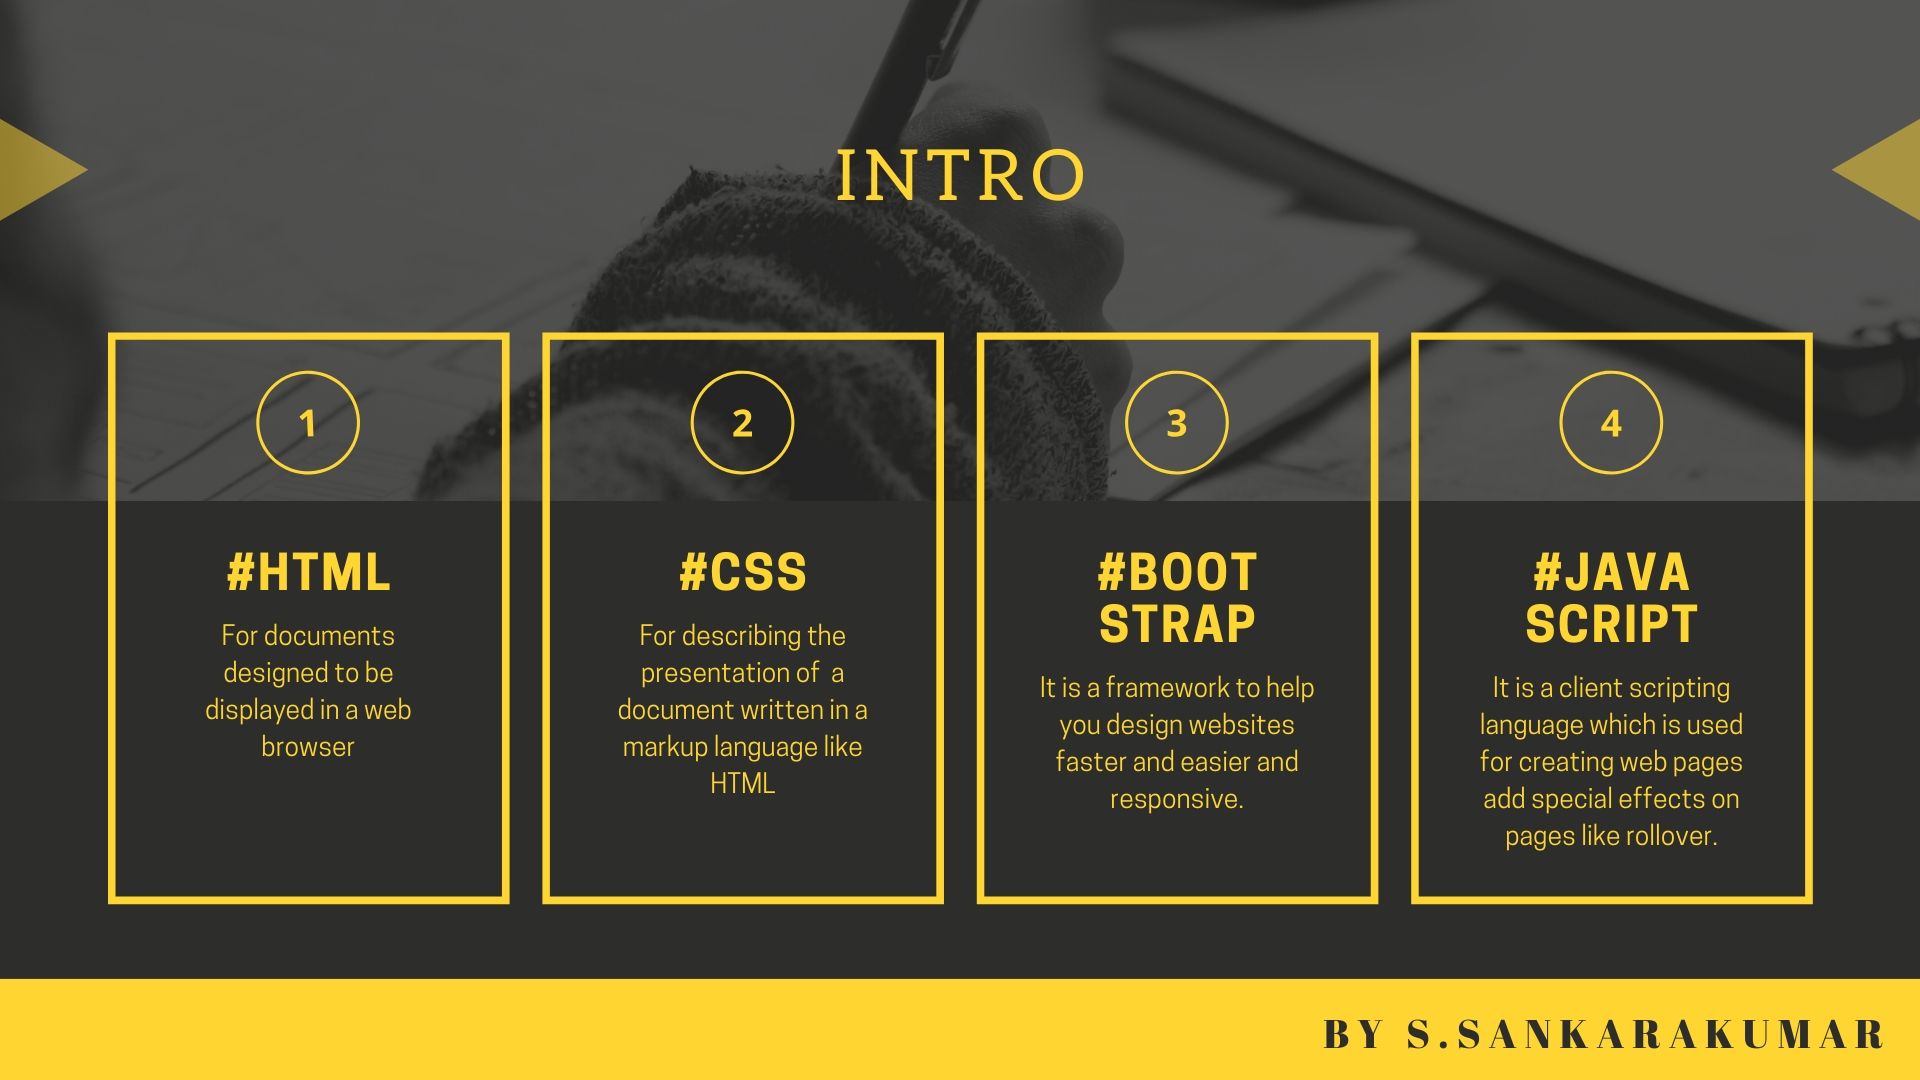 INTRO
1
#HTML
For documents
designed to be
displayed in a web
browser
2
#CSS
For describing the
presentation of  a
document written in a
markup language like
HTML
3
#BOOT
STRAP
It is a framework to help
you design websites
faster and easier and
responsive.
4
#JAVA
SCRIPT
It is a client scripting
language which is used
for creating web pages
add special effects on
pages like rollover.
BY S.SANKARAKUMAR